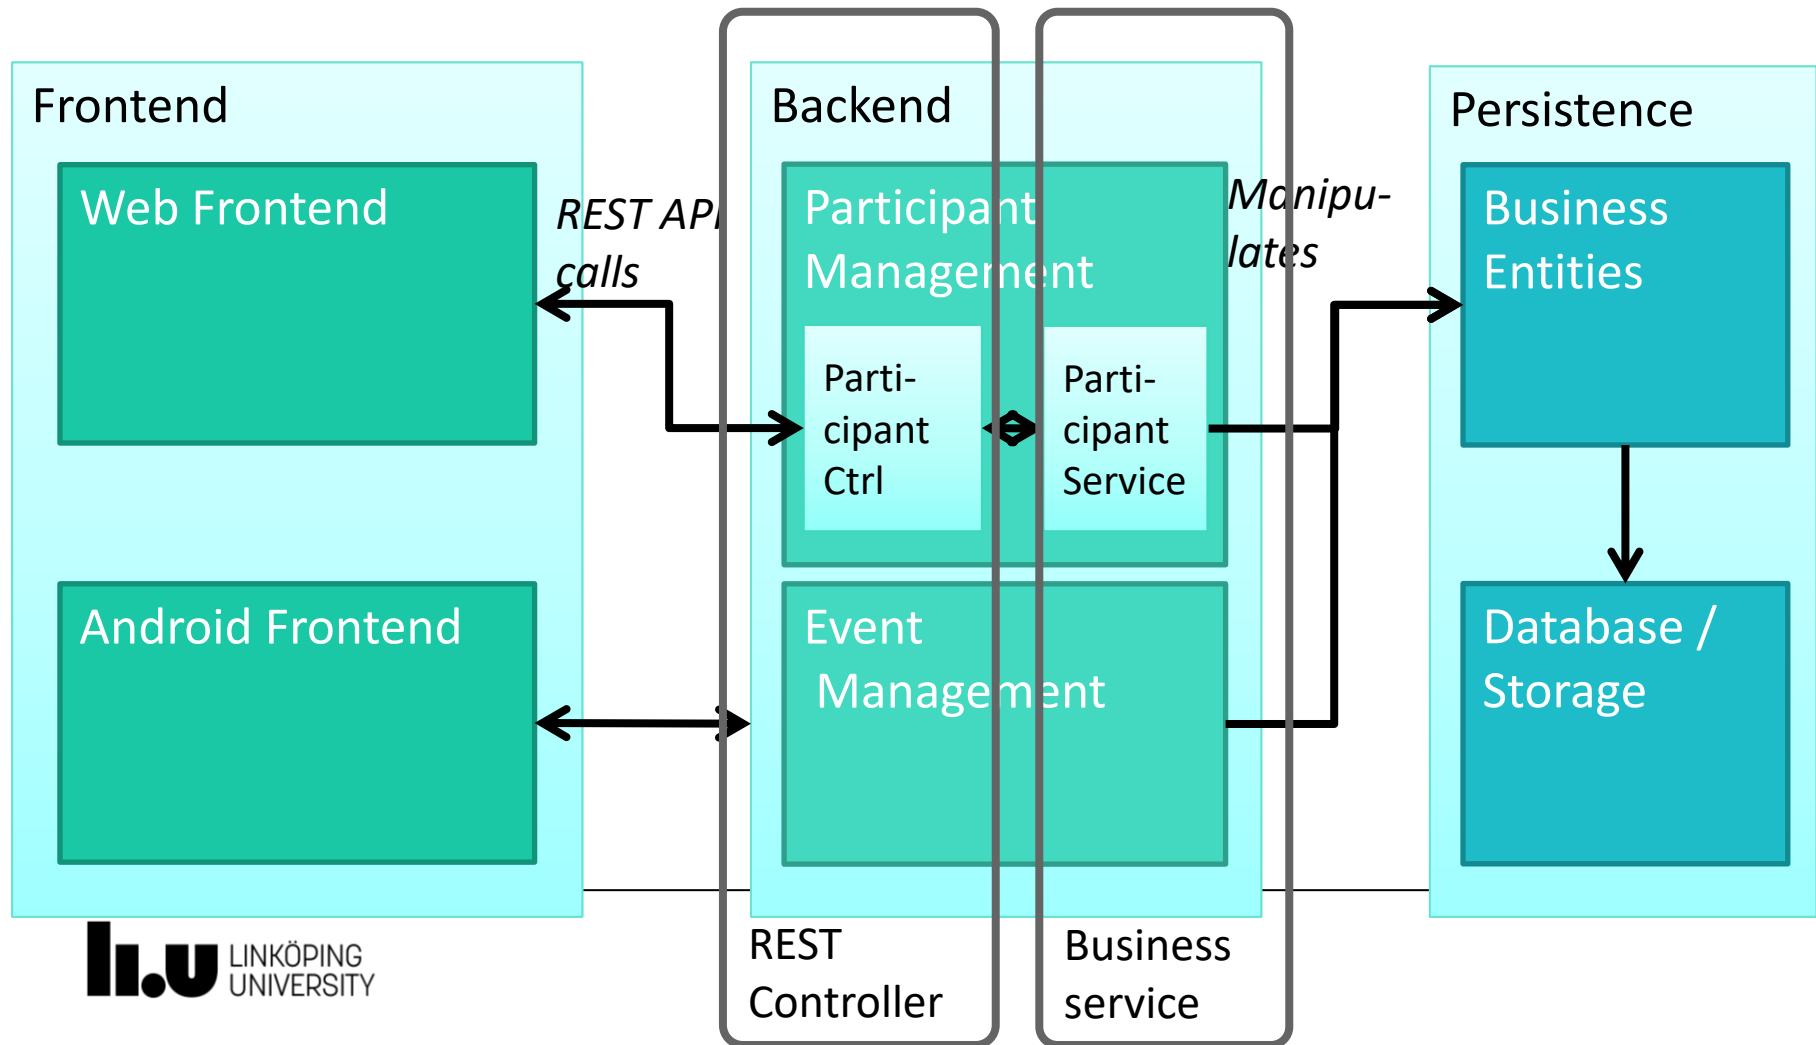 Frontend
Web Frontend
Android Frontend
REST API
calls
Backend
Participant
Management
Parti-
cipant
Ctrl
Parti-
cipant
Service
Event
Management
Manipu-
lates
Persistence
Business
Entities
Database /
Storage
REST
Controller
Business
service
li.u LINKÖPING
UNIVERSITY